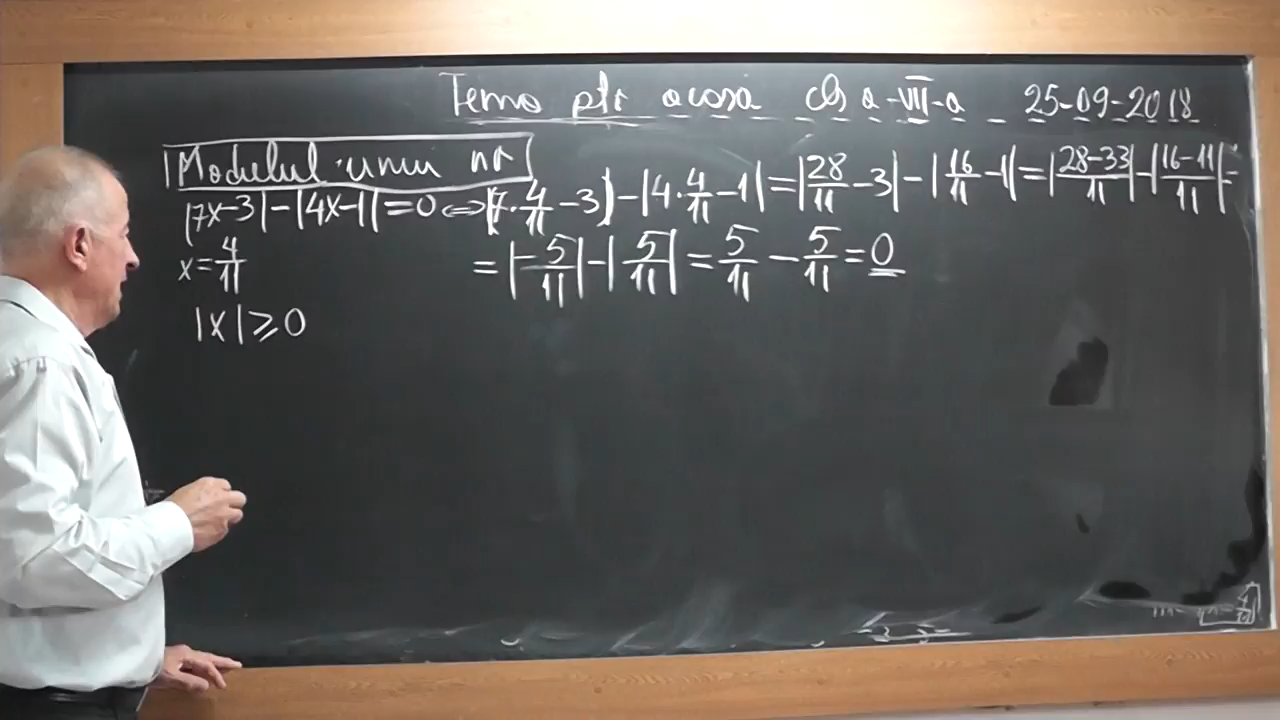 Tema ptr acasă cls a-VII-a 25-09-2018
Modulul unui nr
|7x-3|-|4x-1|=0 ⇔ |7·4/11-3|-|4·4/11-1|=|28/11-3|-|16/11-1|=|28-33/11|-|16-11/11|=
x=4/11
=|-5/11|-|5/11|=5/11-5/11=0
|x|≥0